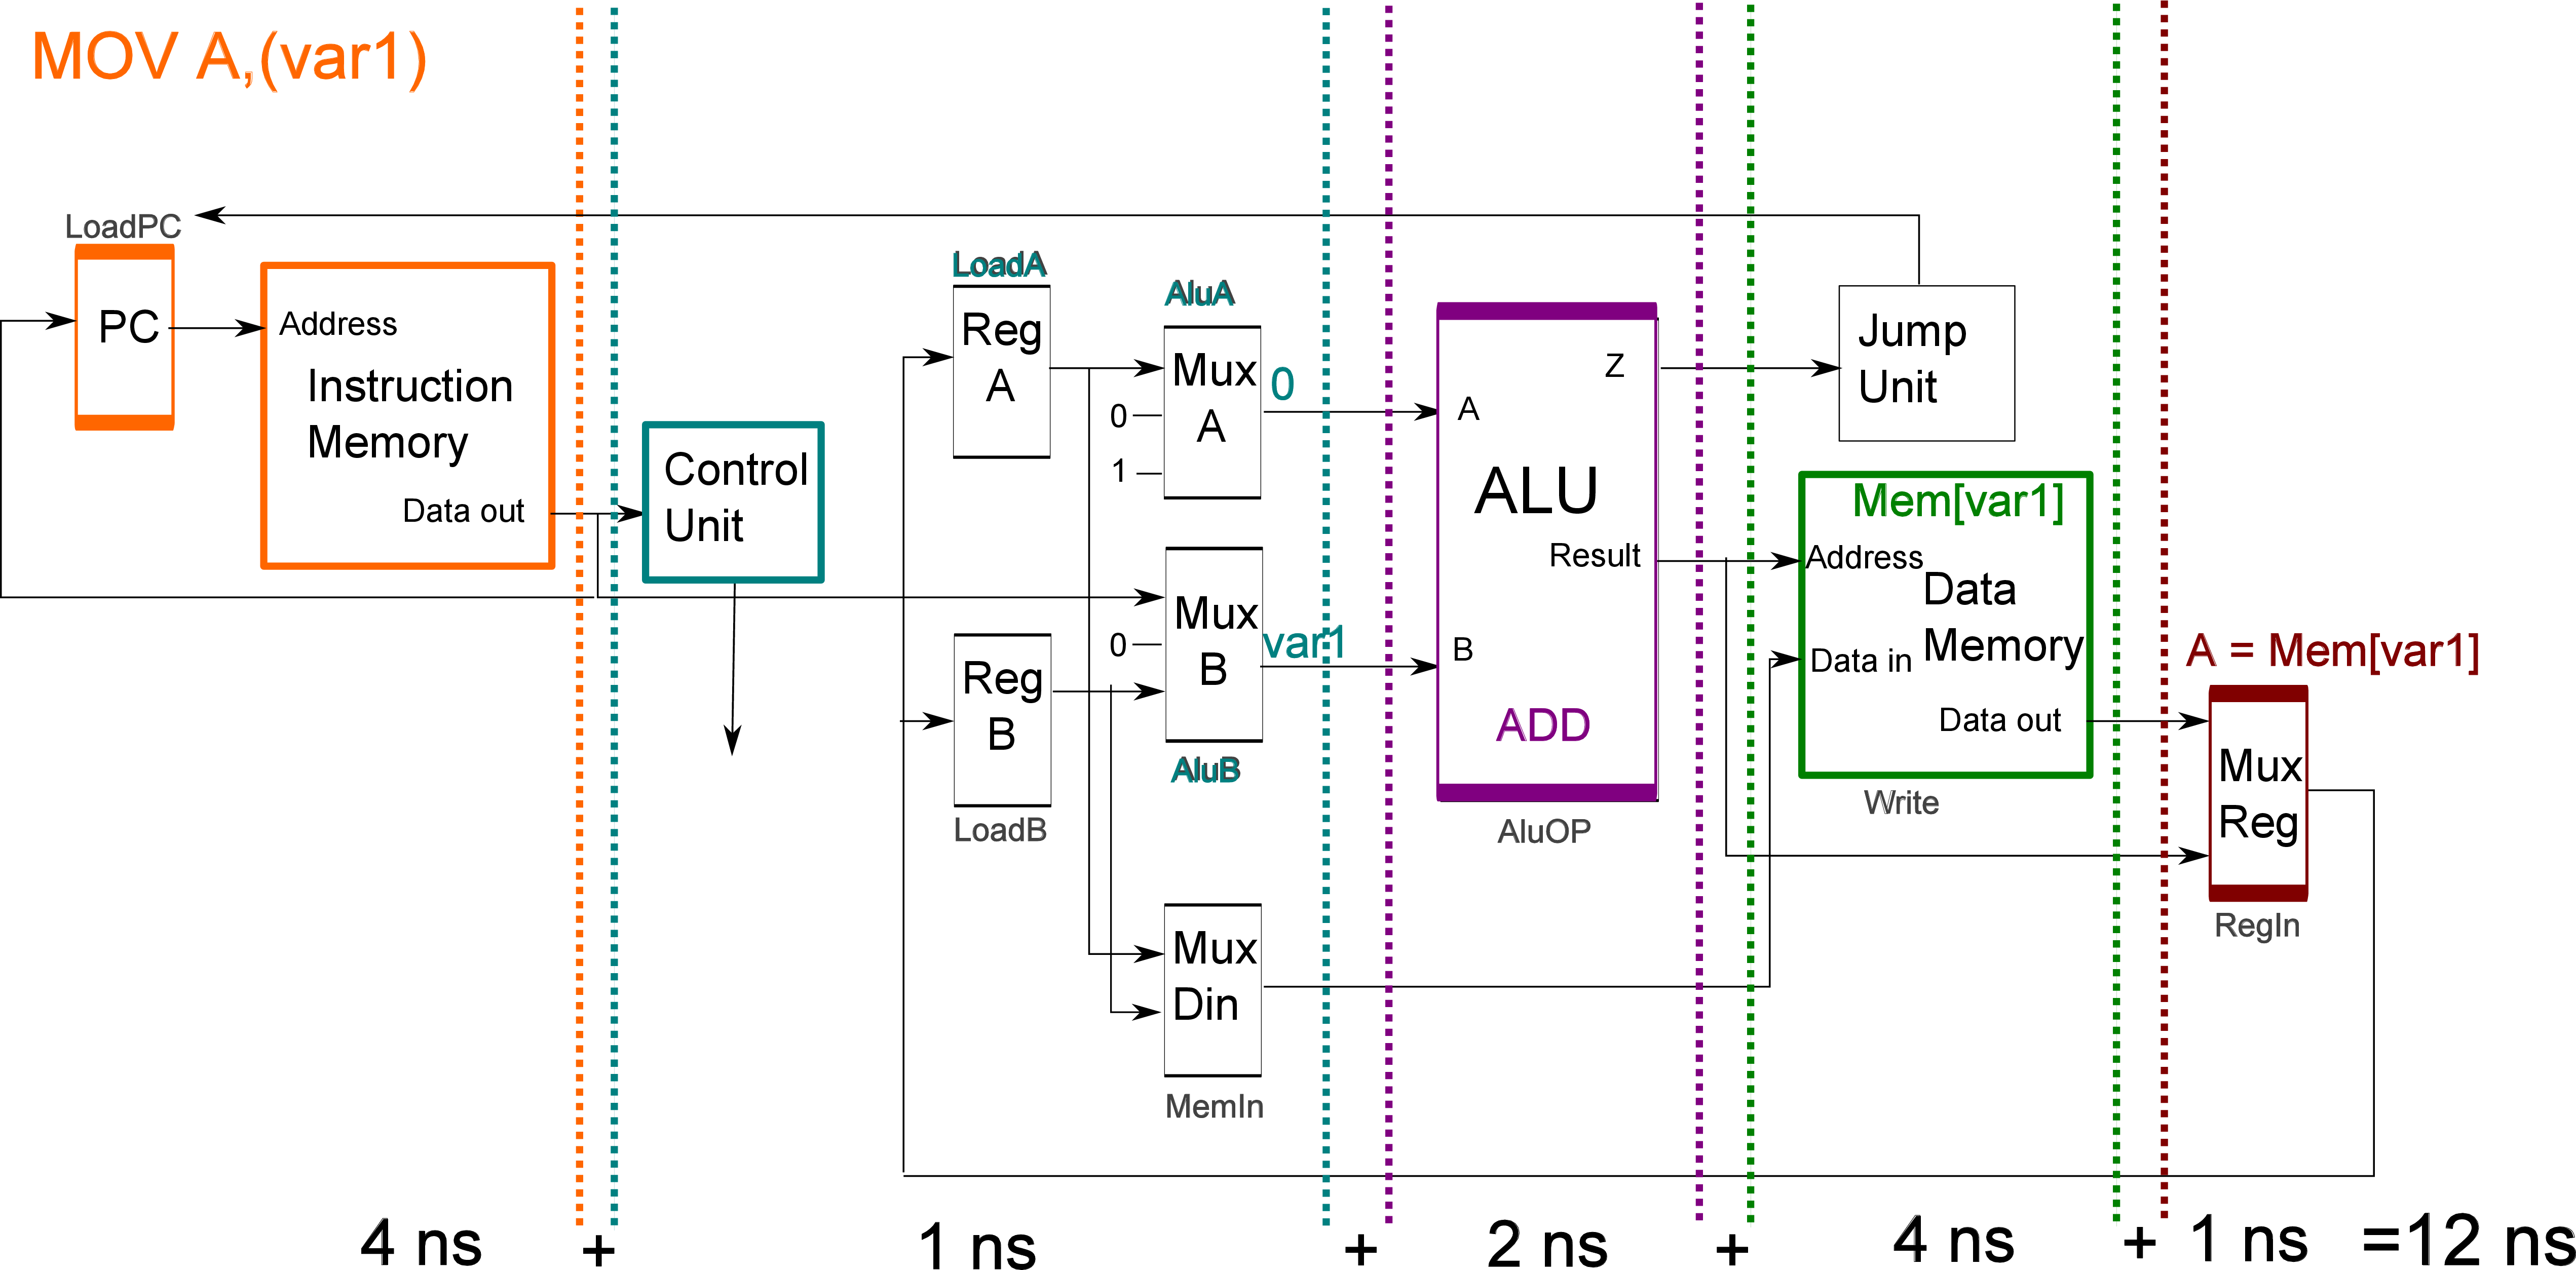 MOV A,(var1)
LoadPC
PC
Address
Instruction
Memory
Data out
Control
Unit
LoadA
Reg
A
AluA
Mux
A
0
1
0
Mux
B
0
var1
AluB
Reg
B
LoadB
Mux
Din
MemIn
A
Z
ALU
Result
B
ADD
AluOP
Jump
Unit
Mem[var1]
Address
Data
Memory
Data in
Data out
Write
A = Mem[var1]
Mux
Reg
RegIn
4 ns + 1 ns + 2 ns + 4 ns + 1 ns =12 ns